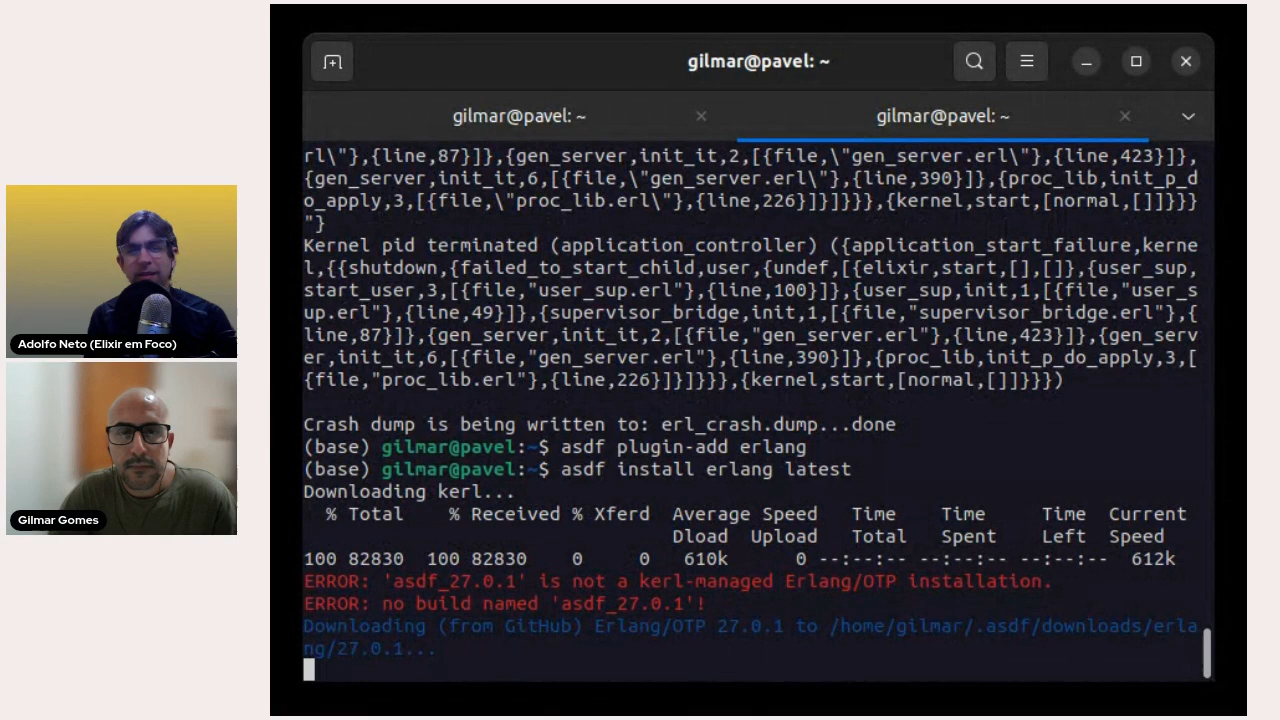 gilmar@pavel: ~
gilmar@pavel: ~
gilmar@pavel: ~
rl\"},{line,87}]},{gen_server,init_it,2,[{file,\"gen_server.erl\"},{line,423}]},
{gen_server,init_it,6,[{file,\"gen_server.erl\"},{line,390}]},{proc_lib,init_p_d
o_apply,3,[{file,\"proc_lib.erl\"},{line,226}]}]}}},{kernel,start,[normal,[]]}}}
"}
Kernel pid terminated (application_controller) ({application_start_failure,kerne
l,{{shutdown,{failed_to_start_child,user,{undef,[{elixir,start,[],[]},{user_sup,
start_user,3,[{file,"user_sup.erl"},{line,100}]},{user_sup,init,1,[{file,"user_s
up.erl"},{line,49}]},{supervisor_bridge,init,1,[{file,"supervisor_bridge.erl"},{
line,87}]},{gen_server,init_it,2,[{file,"gen_server.erl"},{line,423}]},{gen_serv
er,init_it,6,[{file,"gen_server.erl"},{line,390}]},{proc_lib,init_p_do_apply,3,[
{file,"proc_lib.erl"},{line,226}]}]}}},{kernel,start,[normal,[]]}}})
Crash dump is being written to: erl_crash.dump...done
(base) gilmar@pavel:~$ asdf plugin-add erlang
(base) gilmar@pavel:~$ asdf install erlang latest
Downloading kerl...
% Total % Received % Xferd Average Speed Time Time Time Current
Dload Upload Total Spent Left Speed
100 82830 100 82830 0 0 610k 0 --:--:-- --:--:-- --:--:-- 612k
ERROR: 'asdf_27.0.1' is not a kerl-managed Erlang/OTP installation.
ERROR: no build named 'asdf_27.0.1'!
Downloading (from GitHub) Erlang/OTP 27.0.1 to /home/gilmar/.asdf/downloads/erla
ng/27.0.1...
Adolfo Neto (Elixir em Foco)
Gilmar Gomes